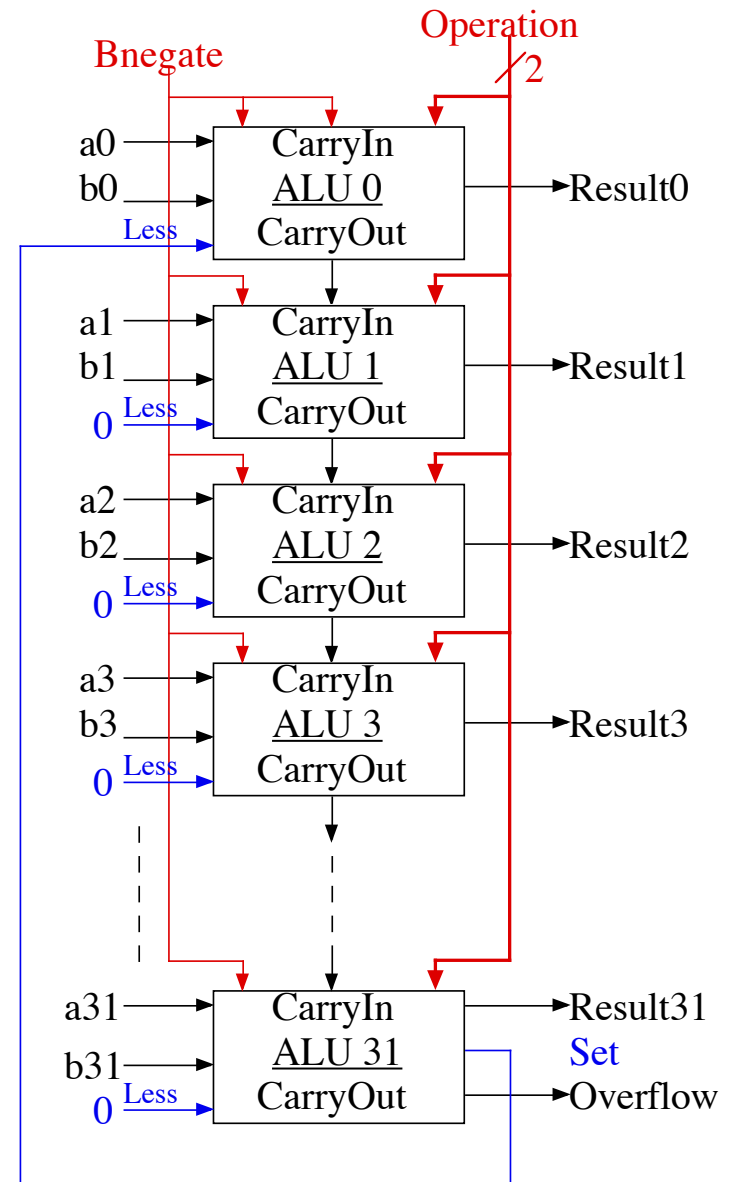 Operation
Bnegate
2
a0
CarryIn
b0
ALU 0
Result0
Less
CarryOut
a1
CarryIn
b1
ALU 1
Result1
0
Less
CarryOut
a2
CarryIn
b2
ALU 2
Result2
0
Less
CarryOut
a3
CarryIn
b3
ALU 3
Result3
0
Less
CarryOut
a31
CarryIn
Result31
b31
ALU 31
Set
0
Less
CarryOut
Overflow